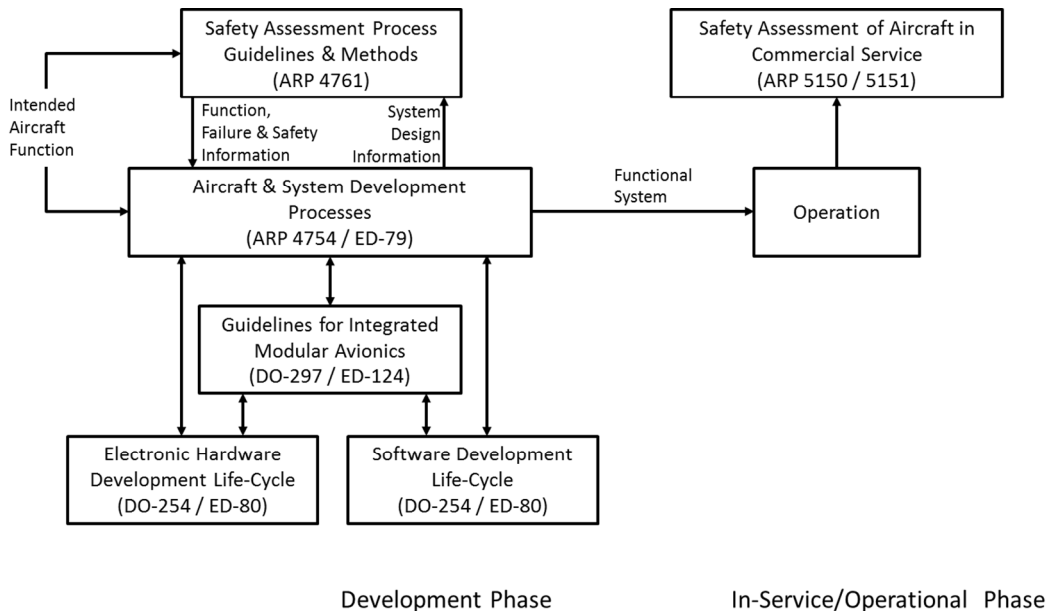 Safety Assessment Process
Guidelines & Methods
(ARP 4761)
Safety Assessment of Aircraft in
Commercial Service
(ARP 5150 / 5151)
Intended
Aircraft
Function
Function,
Failure & Safety
Information
System
Design
Information
Aircraft & System Development
Processes
(ARP 4754 / ED-79)
Functional
System
Operation
Guidelines for Integrated
Modular Avionics
(DO-297 / ED-124)
Electronic Hardware
Development Life-Cycle
(DO-254 / ED-80)
Software Development
Life-Cycle
(DO-254 / ED-80)
Development Phase
In-Service/Operational Phase